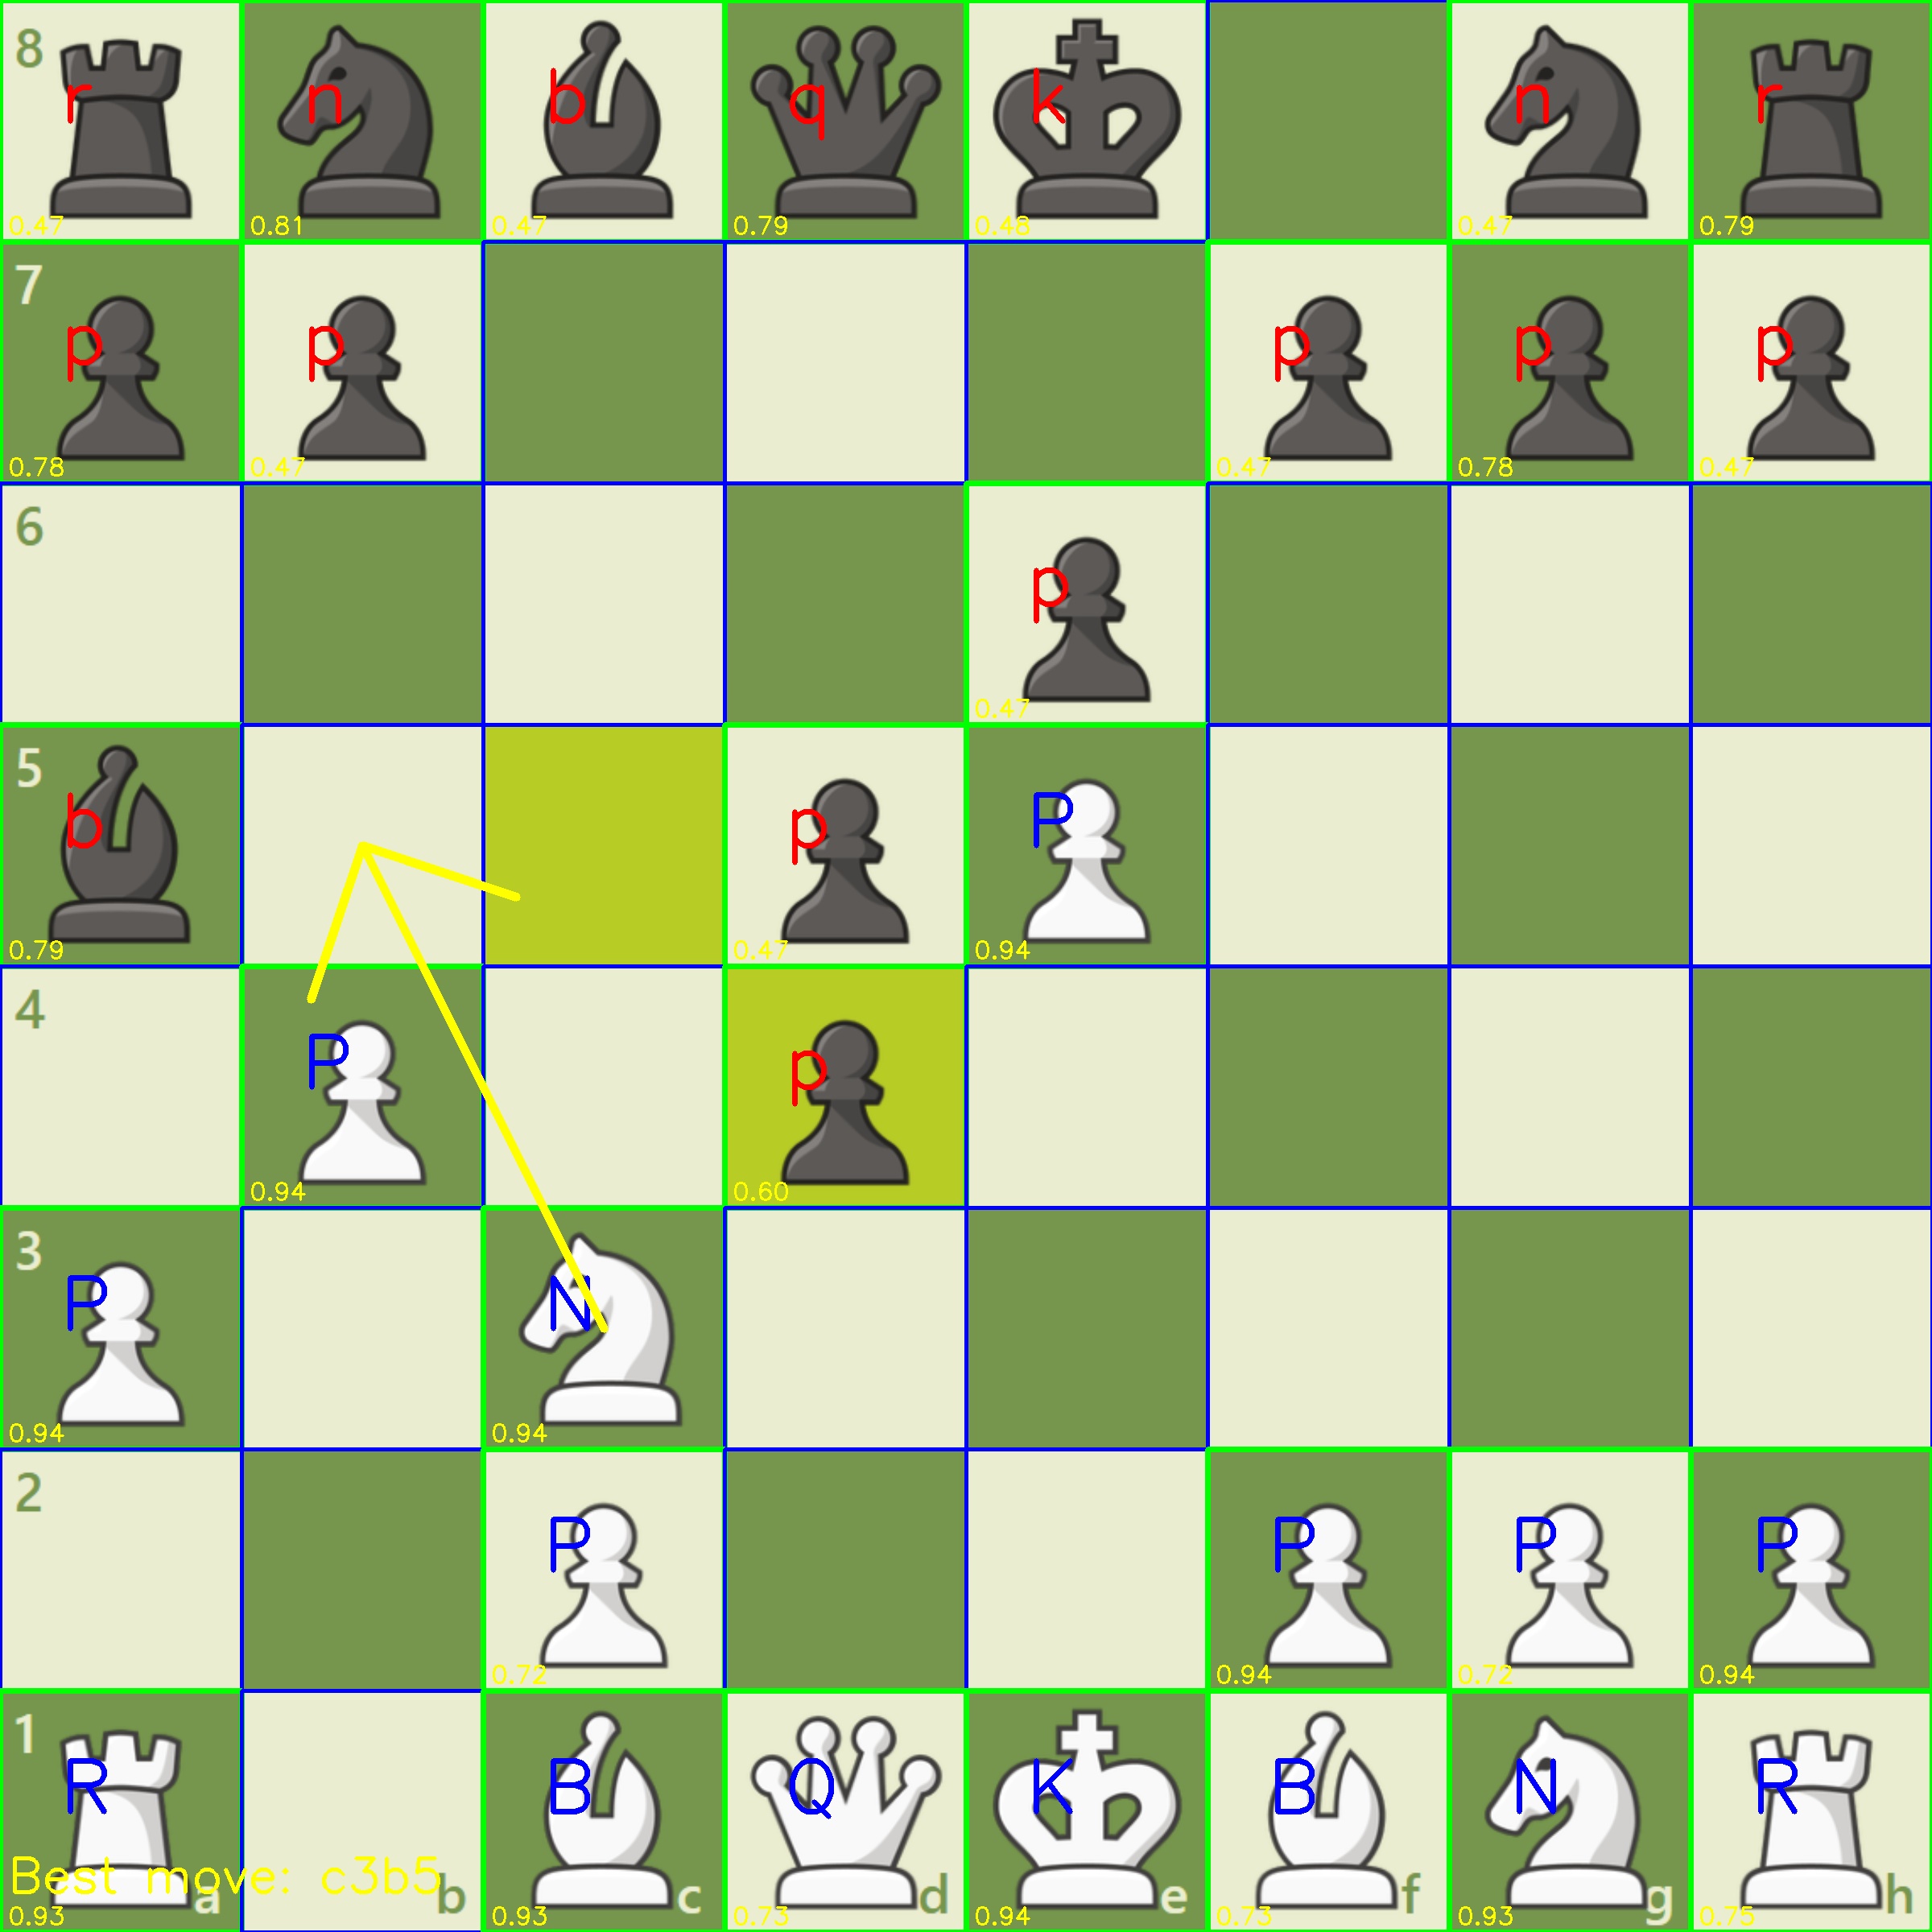 8 r n b q k n r
0.47 0.81 0.47 0.79 0.48 0.47 0.79
7 p p p p p
0.78 0.47 0.47 0.78 0.47
6 p
0.47
5 b p P
0.79 0.47 0.94
4 P p
0.94 0.60
3 P N
0.94 0.94
2 P P P P
0.72 0.94 0.72 0.94
1 R B Q K B N R
Best move: c3b5
a b c d e f g h
0.93 0.93 0.73 0.94 0.73 0.93 0.75